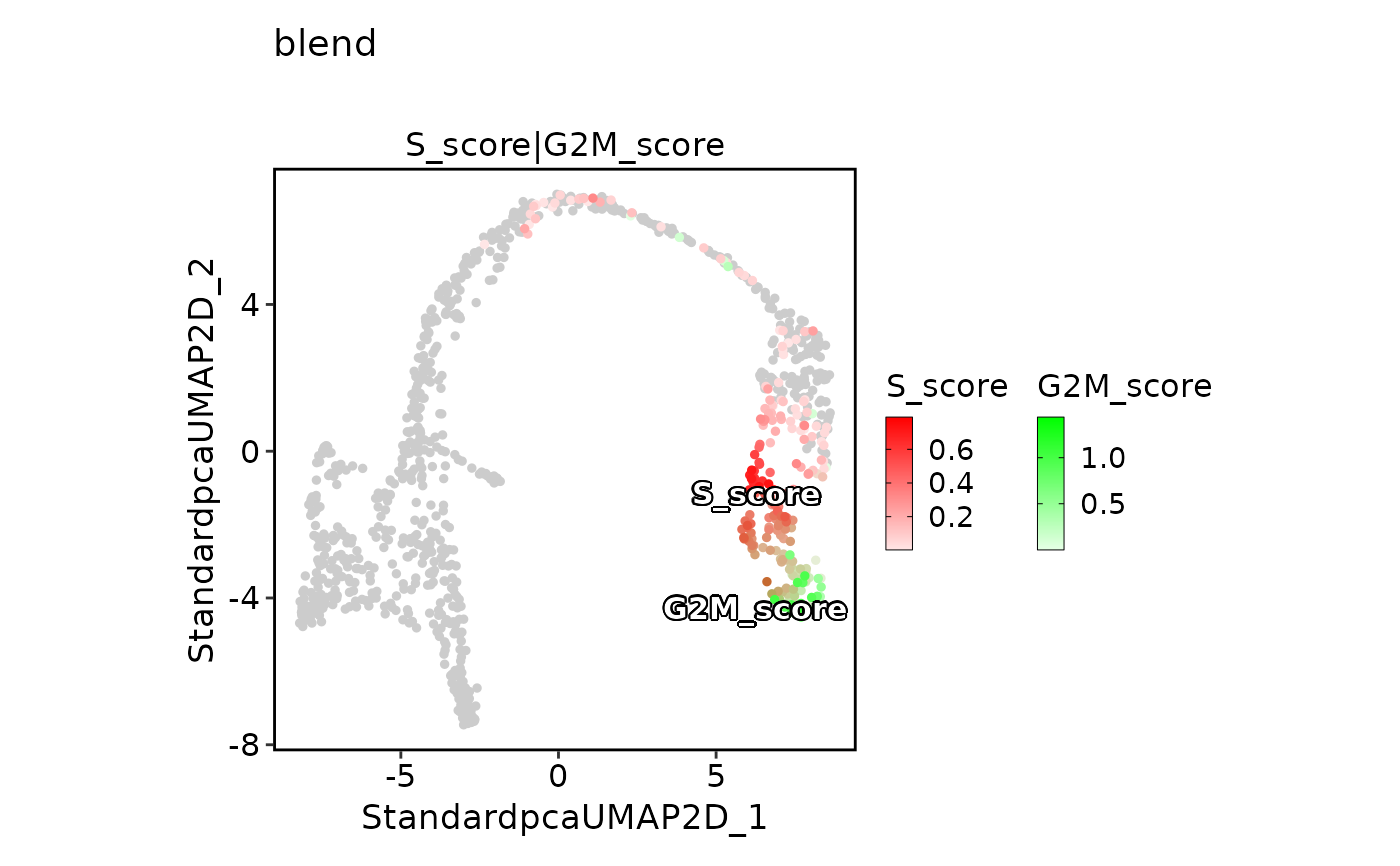 blend
S_score|G2M_score
StandardpcaUMAP2D_2
4
0
-4
-8
S_score
G2M_score
-5 0 5
StandardpcaUMAP2D_1
S_score G2M_score
0.6
0.4
0.2
1.0
0.5